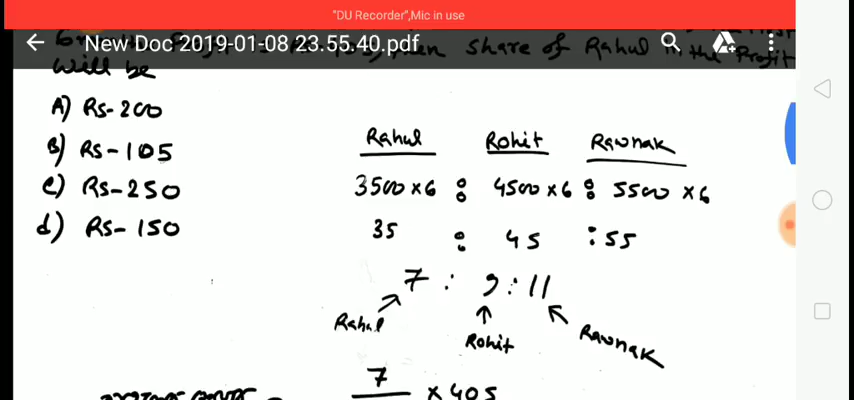 "DU Recorder",Mic in use
New Doc 2019-01-08 23.55.40.pdf
share of Rahul in the Profit
will be
A) Rs-200
B) Rs-105
c) Rs-250
d) Rs-150
Rahul Rohit Rawnak
3500×6 : 4500×6 : 5500×6
35 : 45 : 55
7 : 9 : 11
Rahul Rohit Rawnak
7
× 405